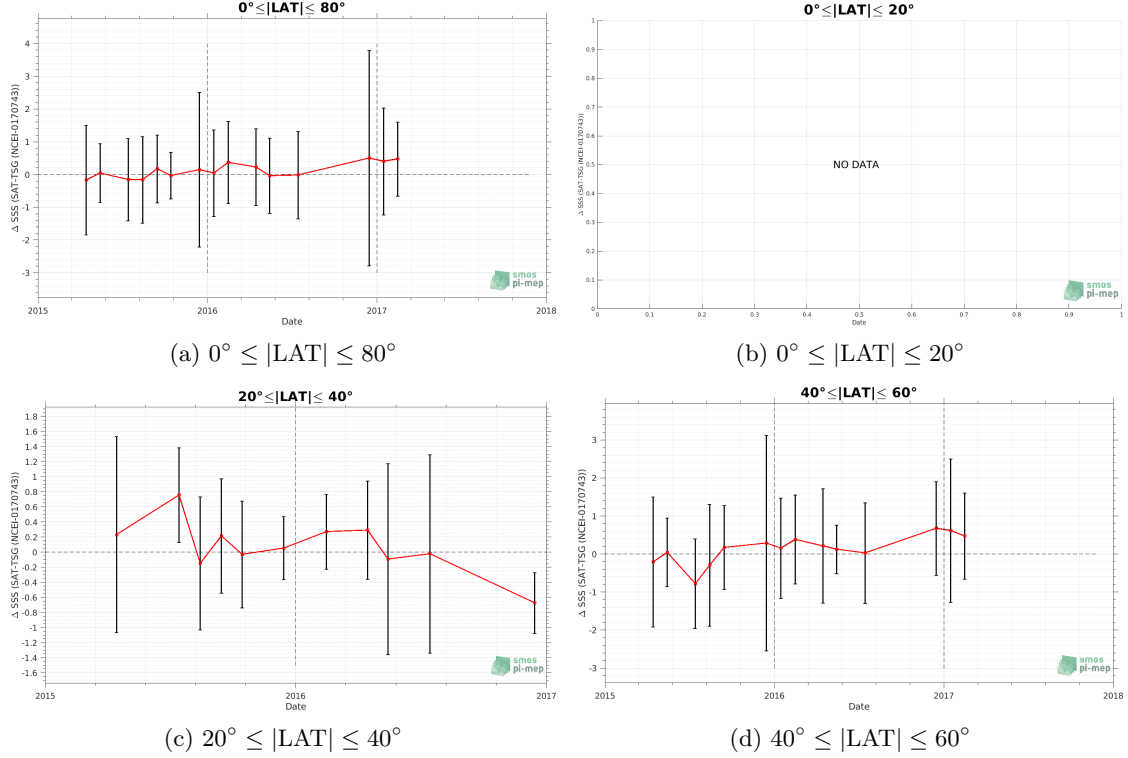 0°≤|LAT|≤ 80°
Δ SSS (SAT-TSG (NCEI-0170743))
4
3
2
1
0
-1
-2
-3
2015
2016
2017
2018
Date
smos
pi-mep
(a) 0° ≤ |LAT| ≤ 80°
0°≤|LAT|≤ 20°
Δ SSS (SAT-TSG (NCEI-0170743))
1
0.9
0.8
0.7
0.6
0.5
0.4
0.3
0.2
0.1
0
NO DATA
0
0.1
0.2
0.3
0.4
0.5
0.6
0.7
0.8
0.9
1
Date
smos
pi-mep
(b) 0° ≤ |LAT| ≤ 20°
20°≤|LAT|≤ 40°
Δ SSS (SAT-TSG (NCEI-0170743))
1.8
1.6
1.4
1.2
1
0.8
0.6
0.4
0.2
0
-0.2
-0.4
-0.6
-0.8
-1
-1.2
-1.4
-1.6
2015
2016
2017
Date
smos
pi-mep
(c) 20° ≤ |LAT| ≤ 40°
40°≤|LAT|≤ 60°
Δ SSS (SAT-TSG (NCEI-0170743))
3
2
1
0
-1
-2
-3
2015
2016
2017
2018
Date
smos
pi-mep
(d) 40° ≤ |LAT| ≤ 60°